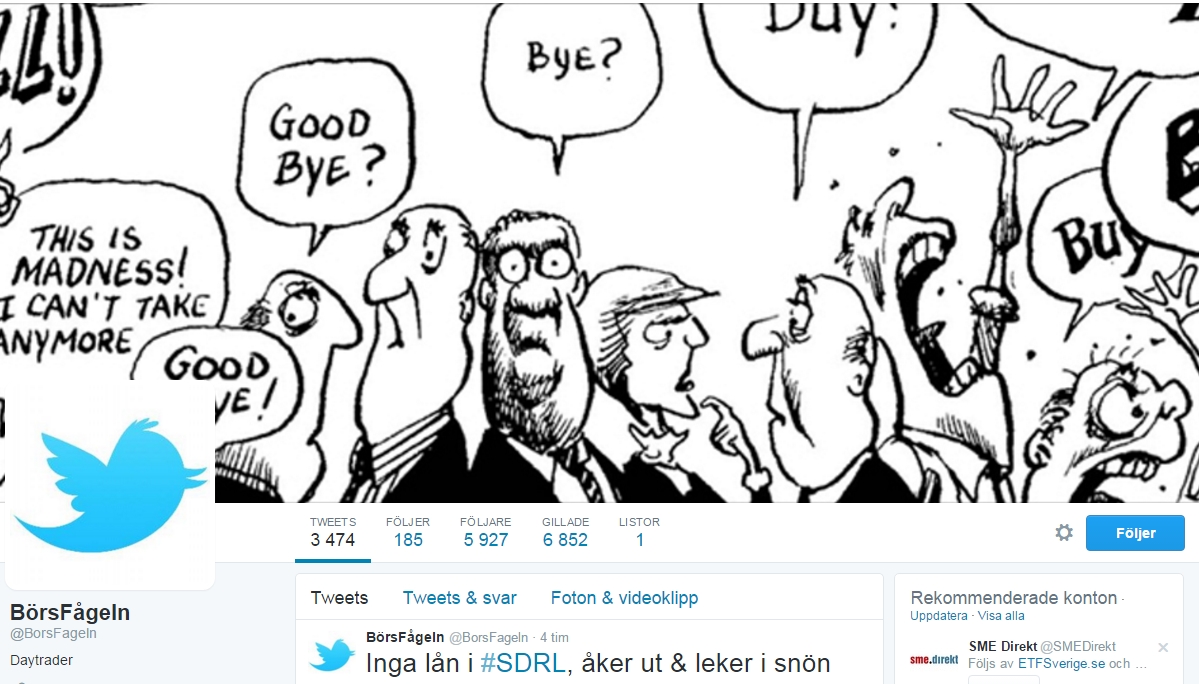 LL!
GOOD
BYE?
BYE?
BUY!
THIS IS
MADNESS!
I CAN'T TAKE
ANYMORE
GOOD
YE!
BUY
TWEETS
3 474
FÖLJER
185
FÖLJARE
5 927
GILLADE
6 852
LISTOR
1
Följer
BörsFågeln
@BorsFageln
Daytrader
Tweets Tweets & svar Foton & videoklipp
BörsFågeln @BorsFageln · 4 tim
Inga lån i #SDRL, åker ut & leker i snön
Rekommenderade konton ·
Uppdatera · Visa alla
sme.direkt
SME Direkt @SMEDirekt
Följs av ETFSverige.se och ...